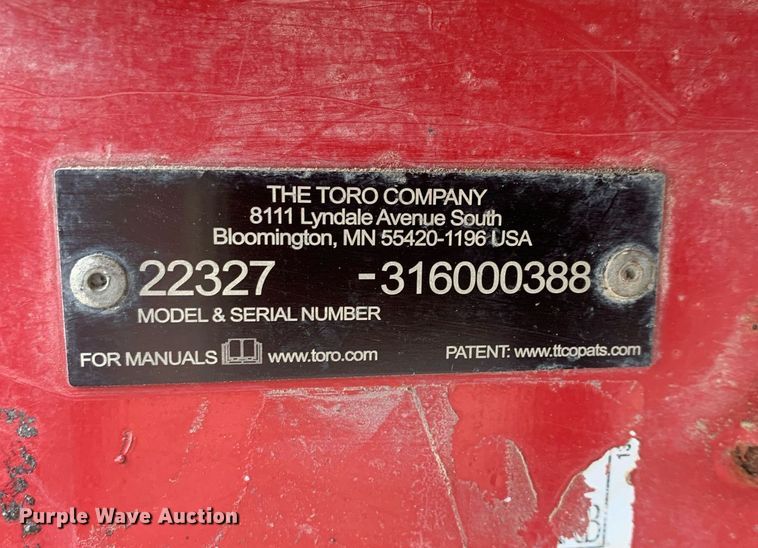 THE TORO COMPANY
8111 Lyndale Avenue South
Bloomington, MN 55420-1196 USA
22327 -316000388
MODEL & SERIAL NUMBER
FOR MANUALS www.toro.com PATENT: www.ttcopats.com
Purple Wave Auction